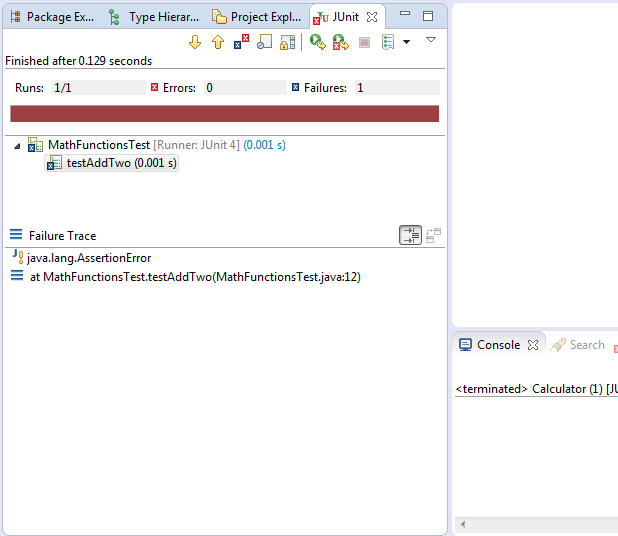 Package Ex... Type Hierar... Project Expl... JUnit
Finished after 0.129 seconds
Runs: 1/1 Errors: 0 Failures: 1
MathFunctionsTest [Runner: JUnit 4] (0.001 s)
testAddTwo (0.001 s)
Failure Trace
java.lang.AssertionError
at MathFunctionsTest.testAddTwo(MathFunctionsTest.java:12)
Console Search
<terminated> Calculator (1) [JU